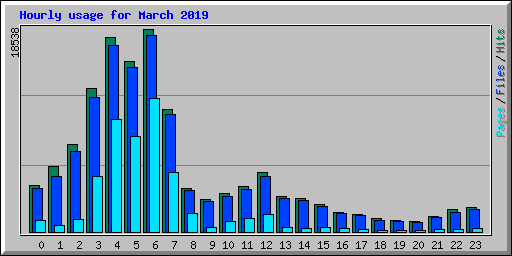 Hourly usage for March 2019
18538
Pages / Files / Hits
0 1 2 3 4 5 6 7 8 9 10 11 12 13 14 15 16 17 18 19 20 21 22 23